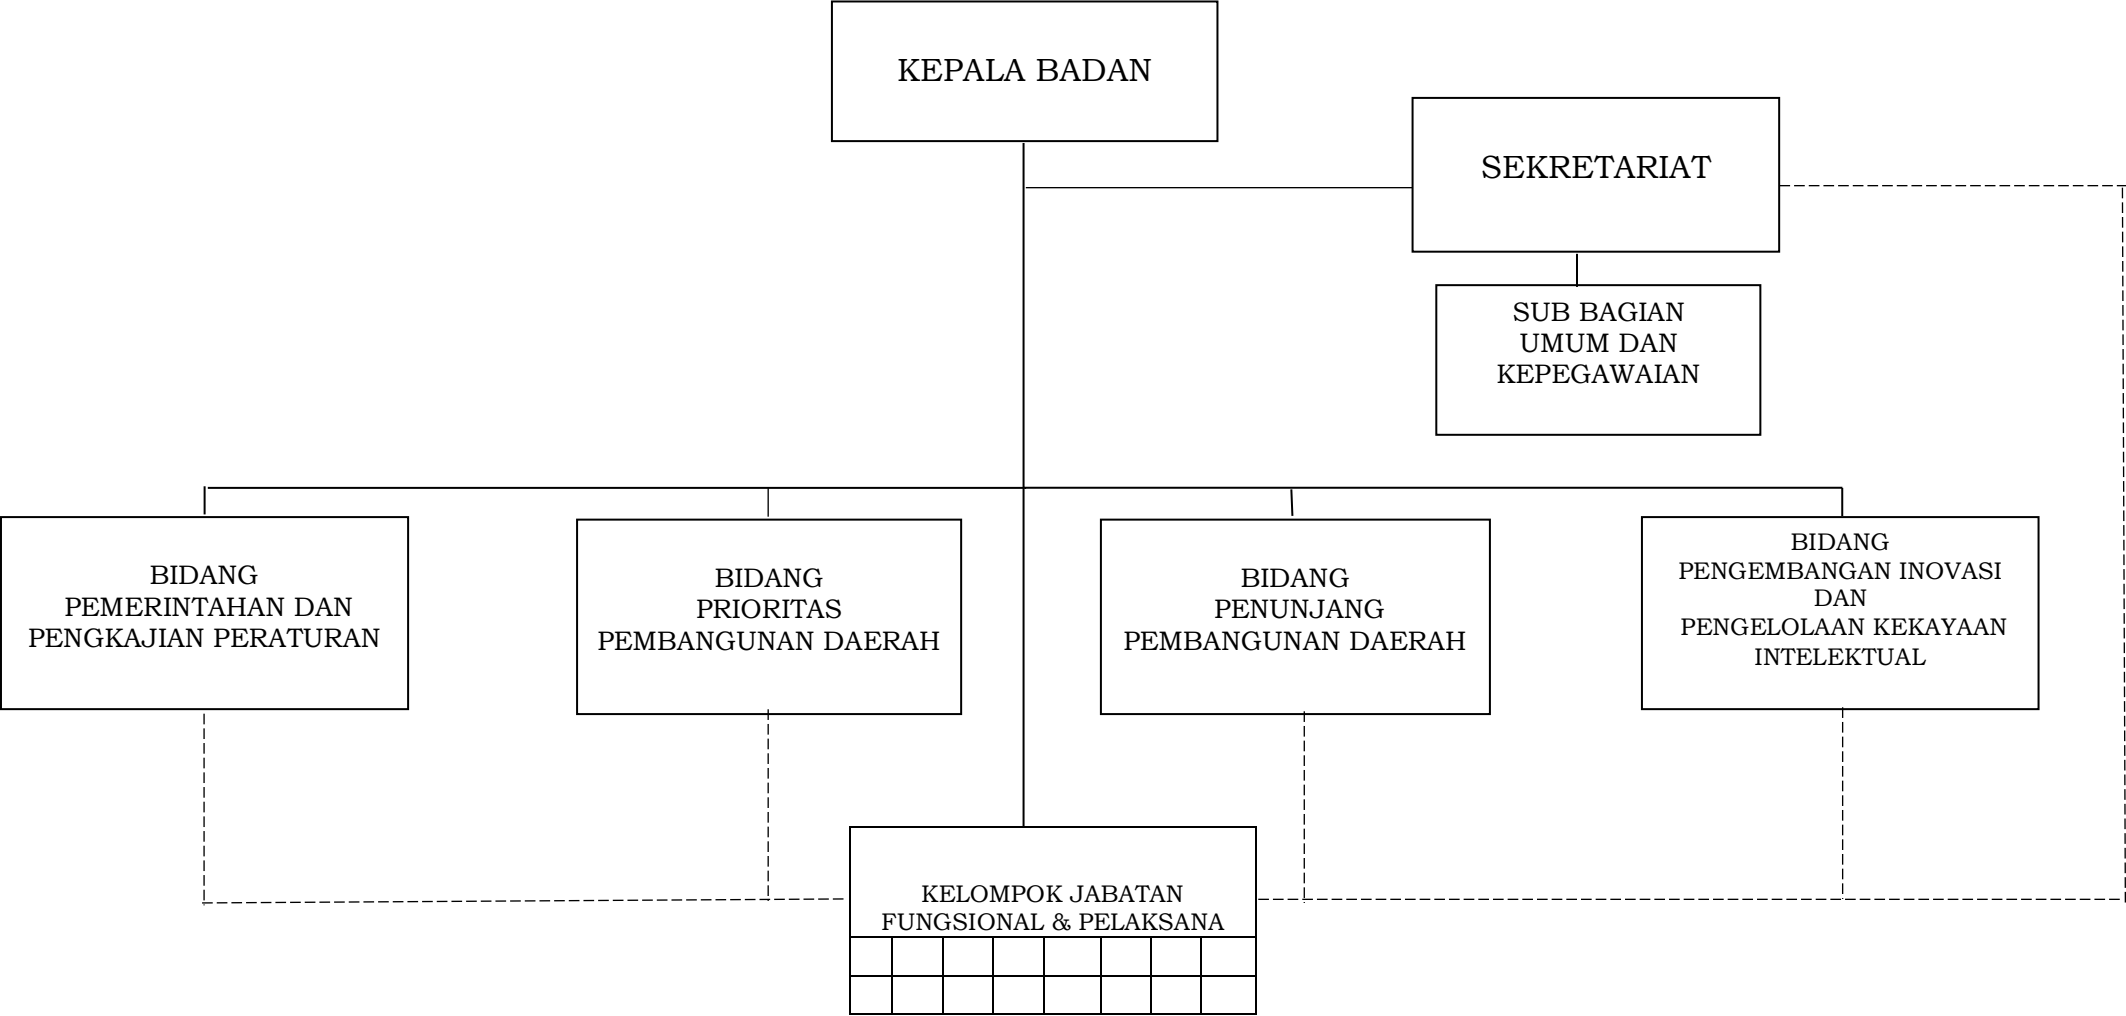 KEPALA BADAN
SEKRETARIAT
SUB BAGIAN
UMUM DAN
KEPEGAWAIAN
BIDANG
PEMERINTAHAN DAN
PENGKAJIAN PERATURAN
BIDANG
PRIORITAS
PEMBANGUNAN DAERAH
BIDANG
PENUNJANG
PEMBANGUNAN DAERAH
BIDANG
PENGEMBANGAN INOVASI
DAN
PENGELOLAAN KEKAYAAN
INTELEKTUAL
KELOMPOK JABATAN
FUNGSIONAL & PELAKSANA